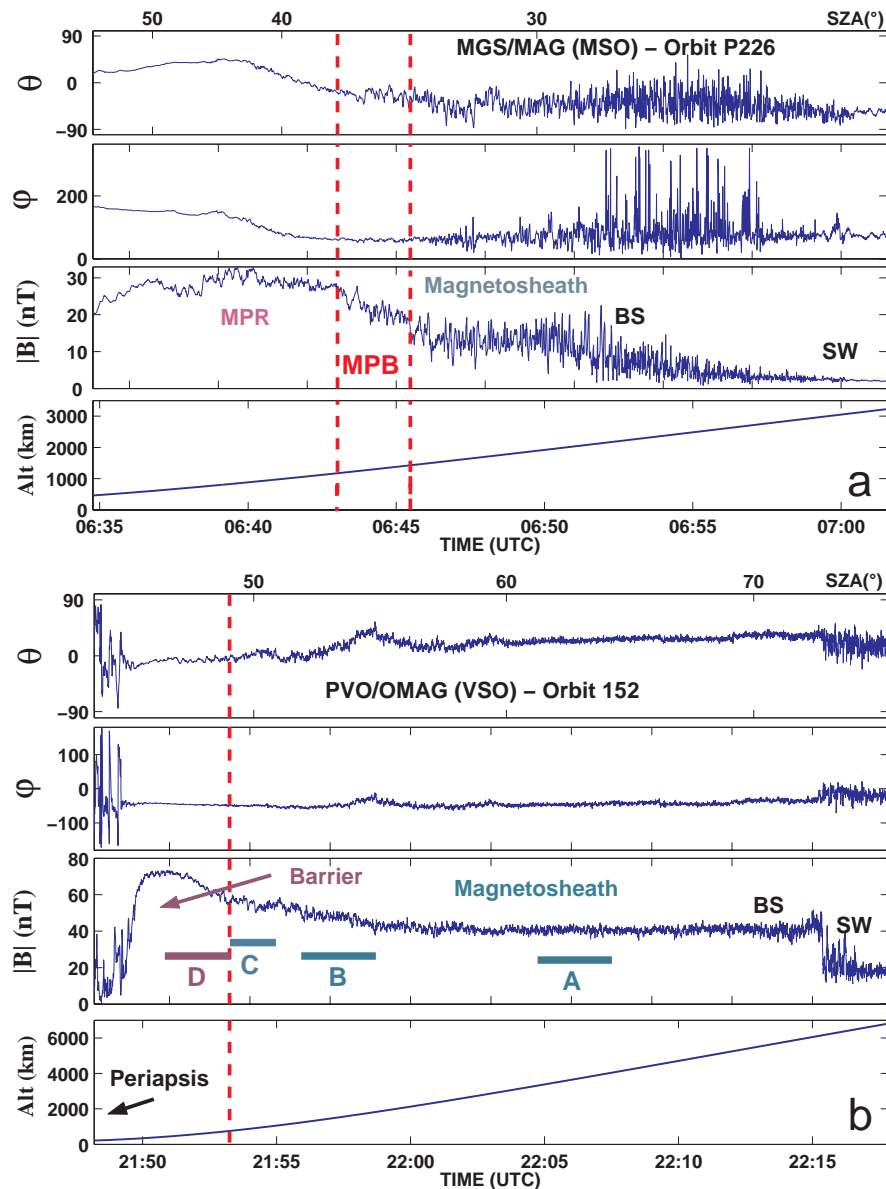 50 40 30 SZA(°)
MGS/MAG (MSO) – Orbit P226
θ
90
0
−90
φ
200
0
|B| (nT)
30
20
10
0
MPR
Magnetosheath
BS
SW
MPB
Alt (km)
3000
2000
1000
0
a
06:35 06:40 06:45 06:50 06:55 07:00
TIME (UTC)
50 60 70 SZA(°)
θ
90
0
−90
PVO/OMAG (VSO) – Orbit 152
φ
100
0
−100
|B| (nT)
80
60
40
20
0
Barrier
Magnetosheath
BS
SW
D C B A
Alt (km)
6000
4000
2000
0
Periapsis
b
21:50 21:55 22:00 22:05 22:10 22:15
TIME (UTC)